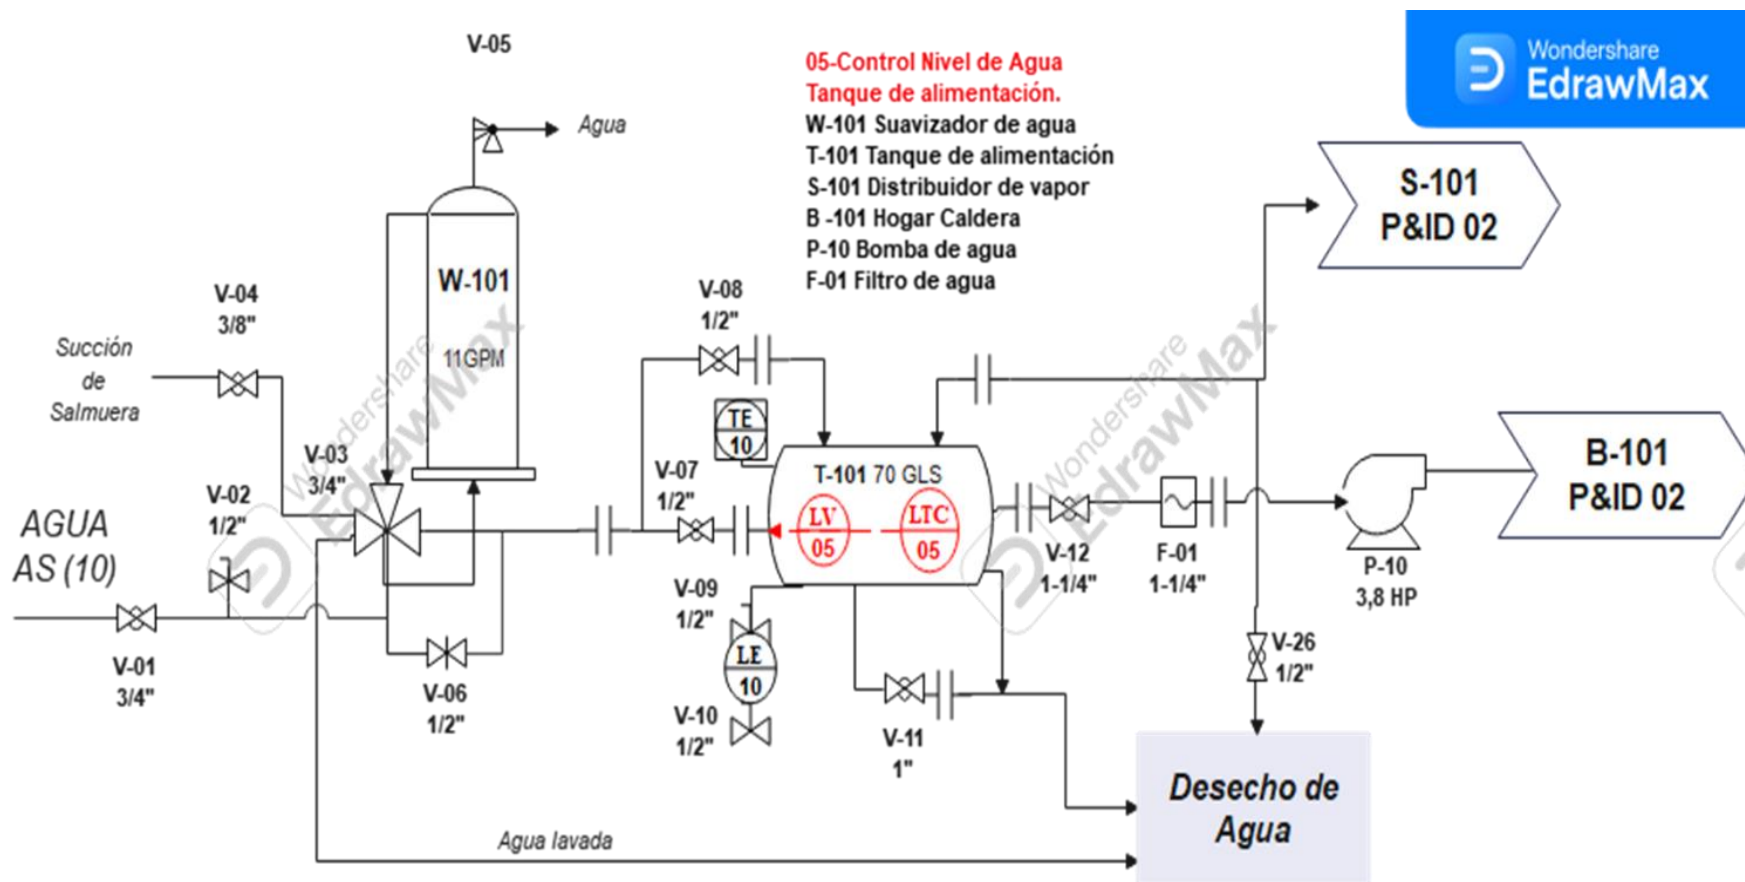 V-05
05-Control Nivel de Agua
Tanque de alimentación.
W-101 Suavizador de agua
T-101 Tanque de alimentación
S-101 Distribuidor de vapor
B -101 Hogar Caldera
P-10 Bomba de agua
F-01 Filtro de agua
Wondershare
EdrawMax
Agua
S-101
P&ID 02
W-101
11GPM
V-04
3/8"
Succión
de
Salmuera
V-08
1/2"
TE
10
V-03
3/4"
V-02
1/2"
AGUA
AS (10)
V-01
3/4"
V-06
1/2"
V-07
1/2"
T-101 70 GLS
LV
05
LTC
05
V-09
1/2"
LE
10
V-10
1/2"
V-11
1"
V-12
1-1/4"
F-01
1-1/4"
P-10
3,8 HP
B-101
P&ID 02
V-26
1/2"
Desecho de
Agua
Agua lavada
Wondershare
EdrawMax
Wondershare
EdrawMax